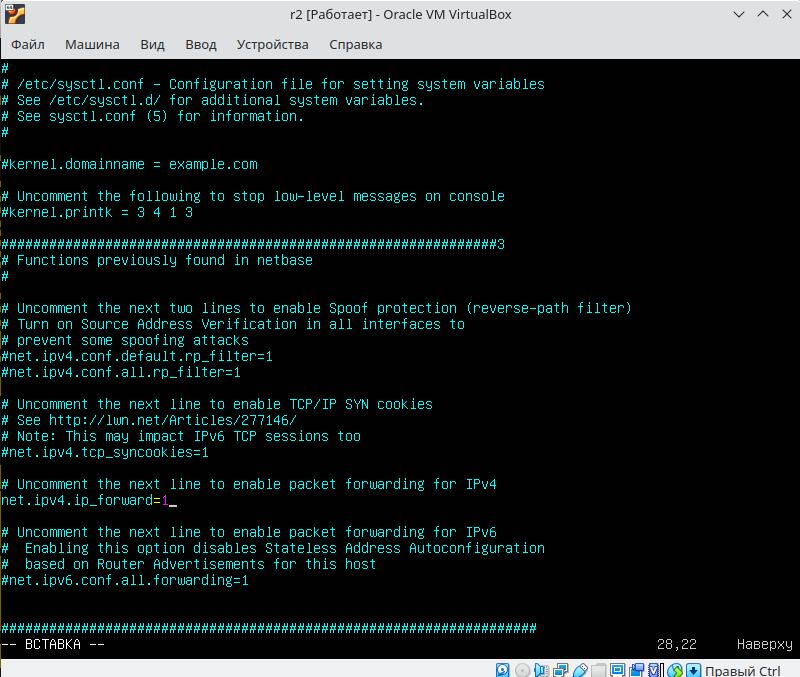 r2 [Работает] - Oracle VM VirtualBox
Файл Машина Вид Ввод Устройства Справка
#
# /etc/sysctl.conf - Configuration file for setting system variables
# See /etc/sysctl.d/ for additional system variables.
# See sysctl.conf (5) for information.
#
#kernel.domainname = example.com
# Uncomment the following to stop low-level messages on console
#kernel.printk = 3 4 1 3
##############################################################3
# Functions previously found in netbase
#
# Uncomment the next two lines to enable Spoof protection (reverse-path filter)
# Turn on Source Address Verification in all interfaces to
# prevent some spoofing attacks
#net.ipv4.conf.default.rp_filter=1
#net.ipv4.conf.all.rp_filter=1
# Uncomment the next line to enable TCP/IP SYN cookies
# See http://lwn.net/Articles/277146/
# Note: This may impact IPv6 TCP sessions too
#net.ipv4.tcp_syncookies=1
# Uncomment the next line to enable packet forwarding for IPv4
net.ipv4.ip_forward=1
# Uncomment the next line to enable packet forwarding for IPv6
#  Enabling this option disables Stateless Address Autoconfiguration
#  based on Router Advertisements for this host
#net.ipv6.conf.all.forwarding=1
###################################################################
-- ВСТАВКА -- 28,22 Наверху
Правый Ctrl